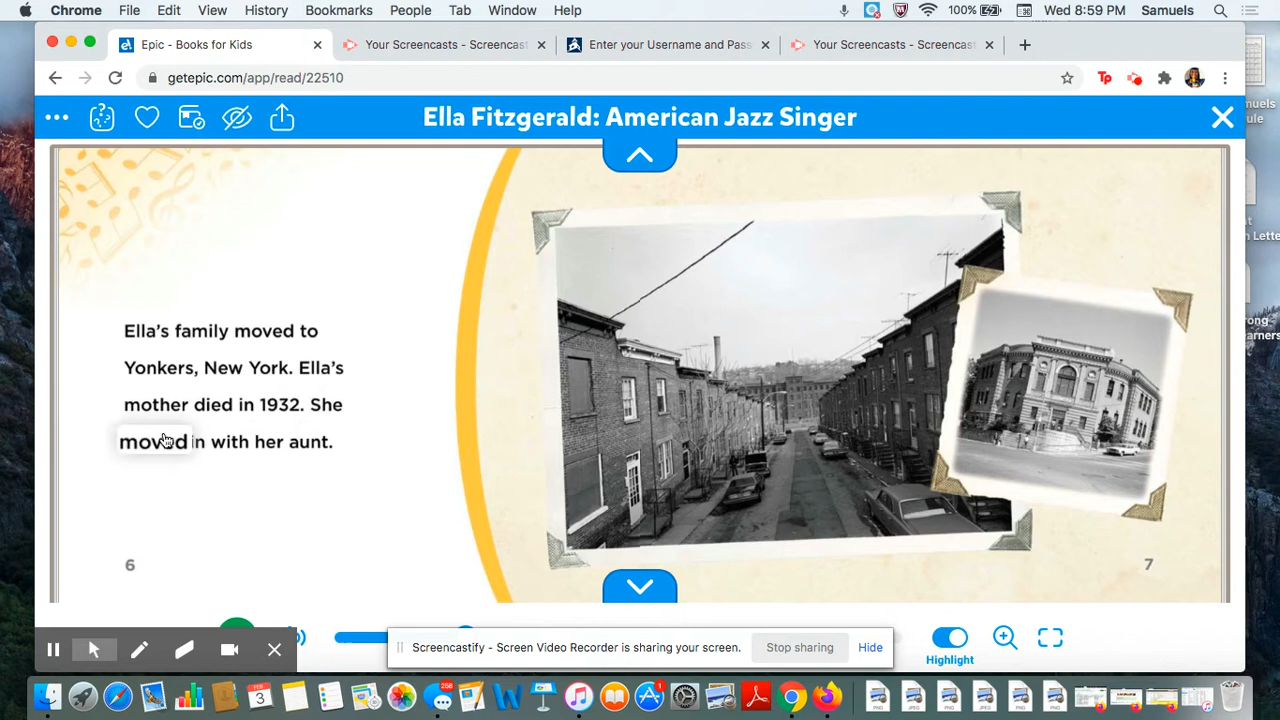 Chrome File Edit View History Bookmarks People Tab Window Help 100% Wed 8:59 PM Samuels
Epic - Books for Kids Your Screencasts - Screencast Enter your Username and Pass Your Screencasts - Screencast
getepic.com/app/read/22510 Tp
Ella Fitzgerald: American Jazz Singer
Ella's family moved to
Yonkers, New York. Ella's
mother died in 1932. She
moved in with her aunt.
6
7
Screencastify - Screen Video Recorder is sharing your screen. Stop sharing Hide
Highlight
FEB
3